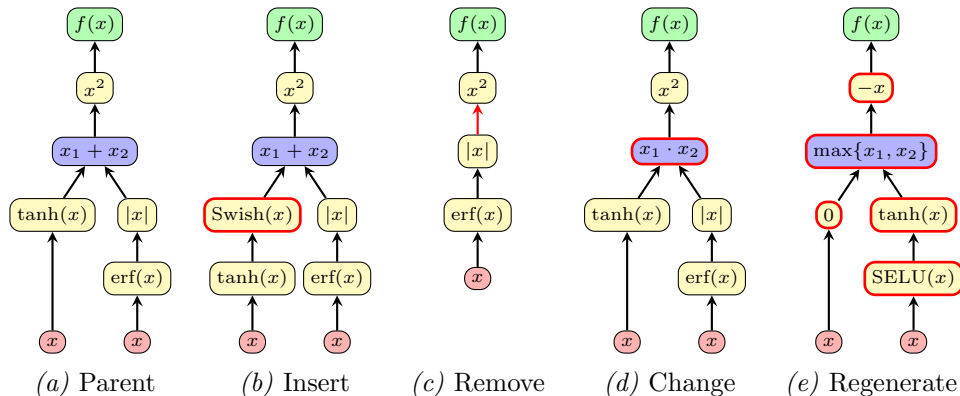 f(x) f(x) f(x) f(x) f(x)
x² x² x² x² −x
x₁ + x₂ x₁ + x₂ |x| x₁ · x₂ max{x₁, x₂}
tanh(x) |x| Swish(x) |x| erf(x) tanh(x) |x| 0 tanh(x)
erf(x) tanh(x) erf(x) x erf(x) SELU(x)
x x x x x x x x
(a) Parent (b) Insert (c) Remove (d) Change (e) Regenerate